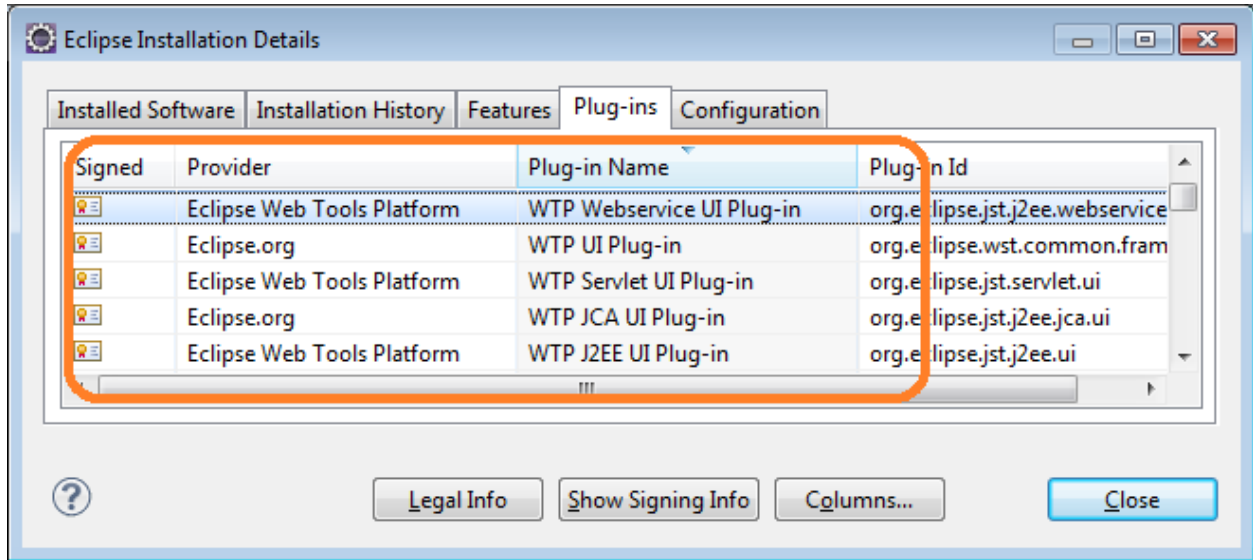 Eclipse Installation Details
Installed Software Installation History Features Plug-ins Configuration
Signed Provider Plug-in Name Plug-in Id
Eclipse Web Tools Platform WTP Webservice UI Plug-in org.eclipse.jst.j2ee.webservice
Eclipse.org WTP UI Plug-in org.eclipse.wst.common.fram
Eclipse Web Tools Platform WTP Servlet UI Plug-in org.eclipse.jst.servlet.ui
Eclipse.org WTP JCA UI Plug-in org.eclipse.jst.j2ee.jca.ui
Eclipse Web Tools Platform WTP J2EE UI Plug-in org.eclipse.jst.j2ee.ui
? Legal Info Show Signing Info Columns... Close